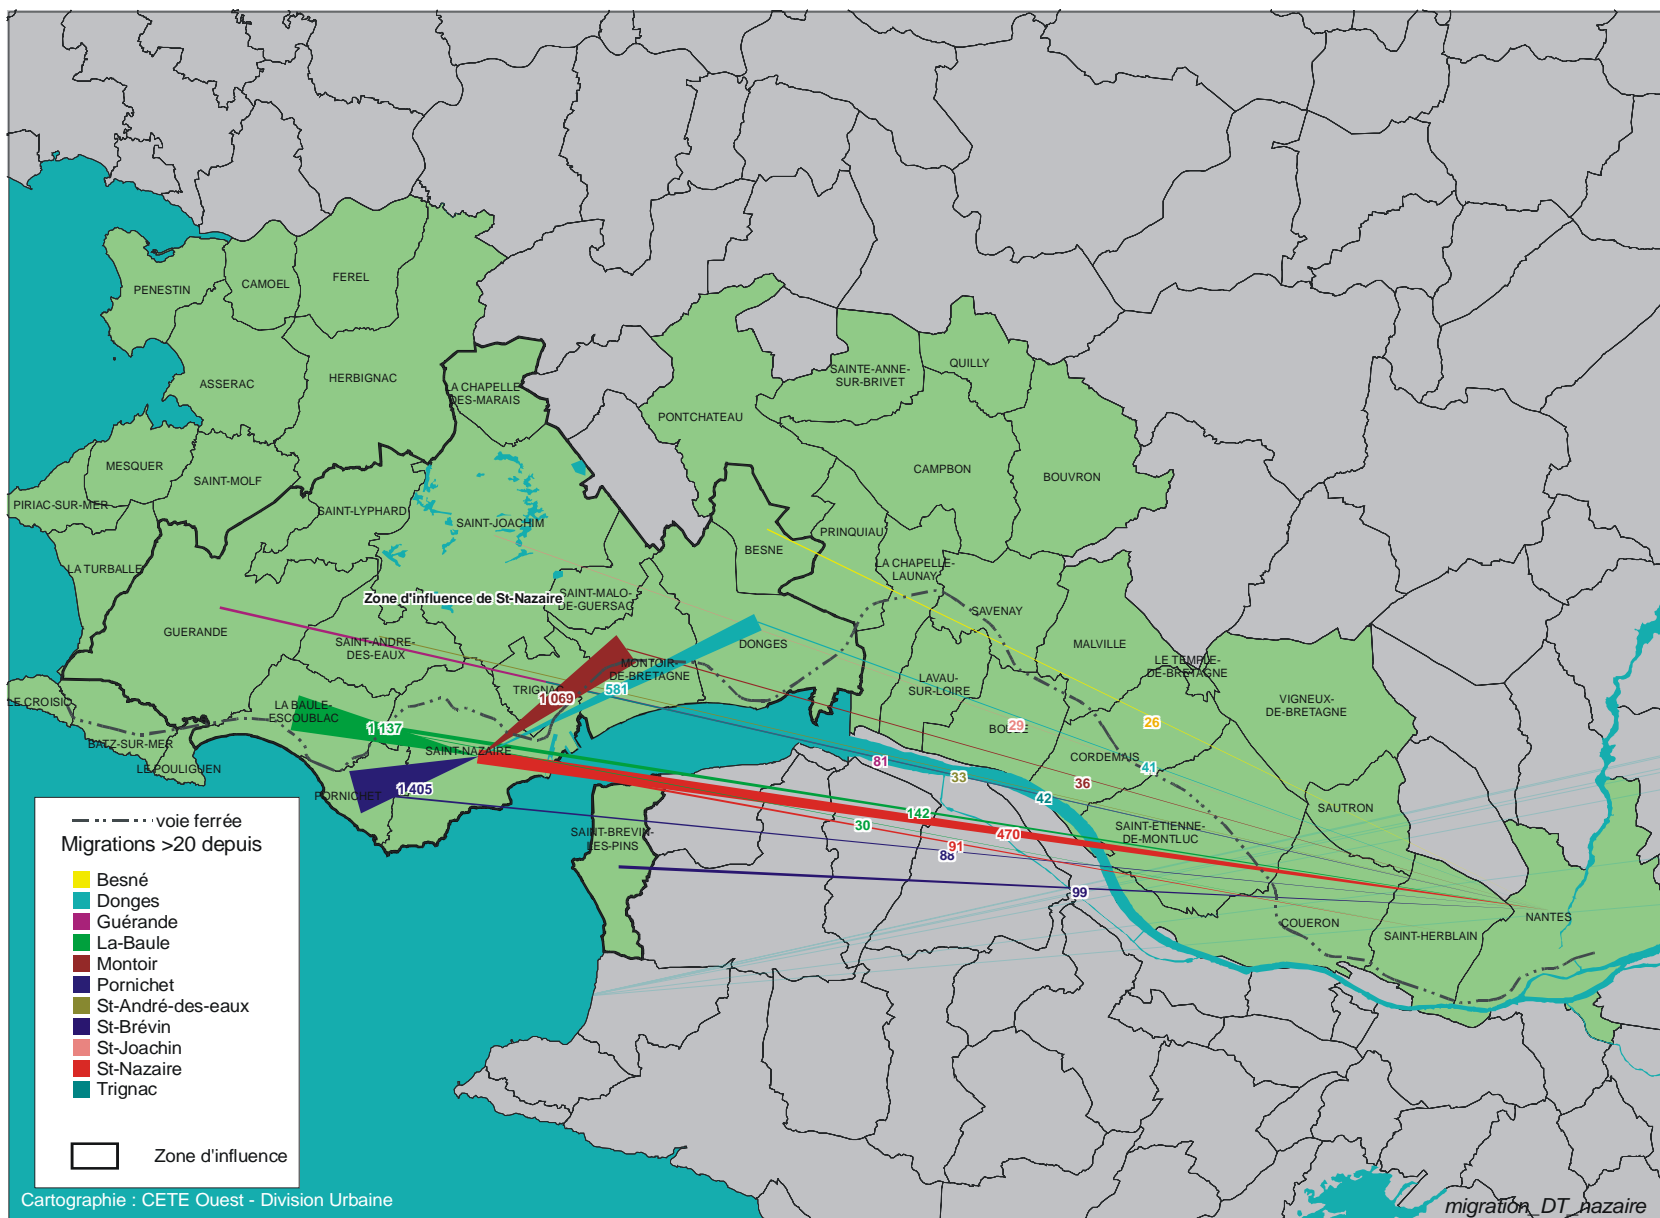 FEREL
CAMOEL
PENESTIN
ASSERAC
HERBIGNAC
LA CHAPELLE
DES-MARAIS
SAINTE-ANNE-
SUR-BRIVET
QUILLY
PONTCHATEAU
CAMPBON
BOUVRON
MESQUER
SAINT-MOLF
PIRIAC-SUR-MER
SAINT-LYPHARD
SAINT-JOACHIM
PRINQUIAU
BESNE
LA TURBALLE
LA CHAPELLE-
LAUNAY
Zone d'influence de St-Nazaire
SAINT-MALO-
DE-GUERSAC
SAVENAY
GUERANDE
SAINT-ANDRE-
DES-EAUX
DONGES
MALVILLE
MONTOIR-
DE-BRETAGNE
LE TEMPLE-
DE-BRETAGNE
LAVAU-
SUR-LOIRE
TRIGNAC
1 069
581
LE CROISIC
LA BAULE-
ESCOUBLAC
VIGNEUX-
DE-BRETAGNE
1 137
29
26
BATZ-SUR-MER
SAINT-NAZAIRE
CORDEMAIS
LE POULIGUEN
81
33
41
36
PORNICHET
1 405
42
SAUTRON
142
30
470
SAINT-ETIENNE-
DE-MONTLUC
SAINT-BREVIN-
LES-PINS
91
88
99
COUERON
NANTES
SAINT-HERBLAIN
voie ferrée
Migrations >20 depuis
Besné
Donges
Guérande
La-Baule
Montoir
Pornichet
St-André-des-eaux
St-Brévin
St-Joachin
St-Nazaire
Trignac
Zone d'influence
Cartographie : CETE Ouest - Division Urbaine
migration_DT_nazaire